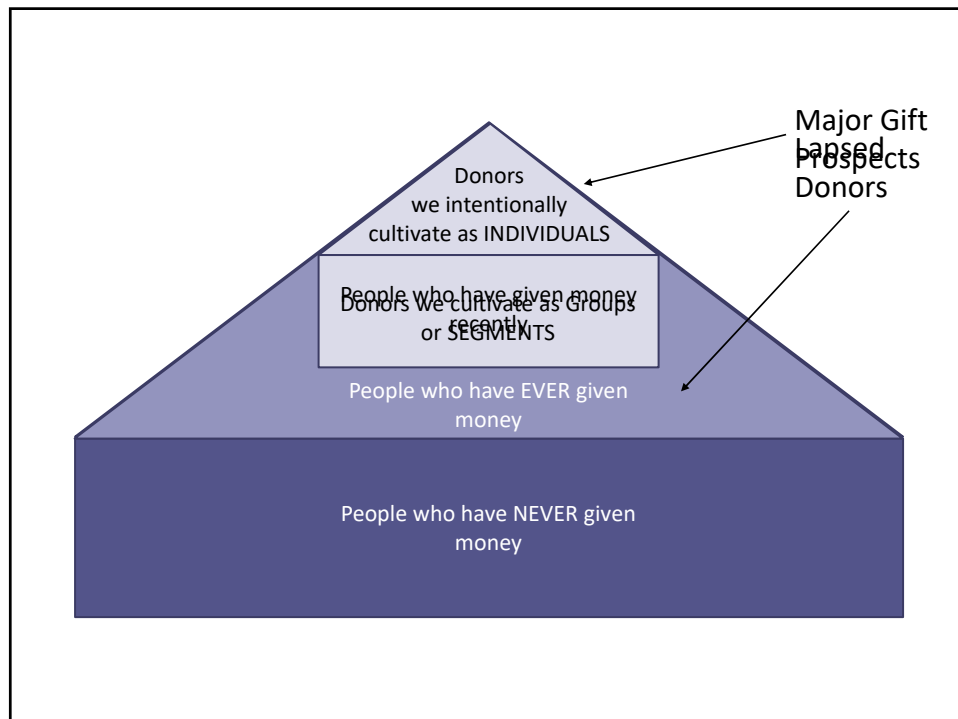 Major Gift
Prospects
Lapsed
Donors
Donors
we intentionally
cultivate as INDIVIDUALS
People who have given money
recently
Donors we cultivate as Groups
or SEGMENTS
People who have EVER given
money
People who have NEVER given
money